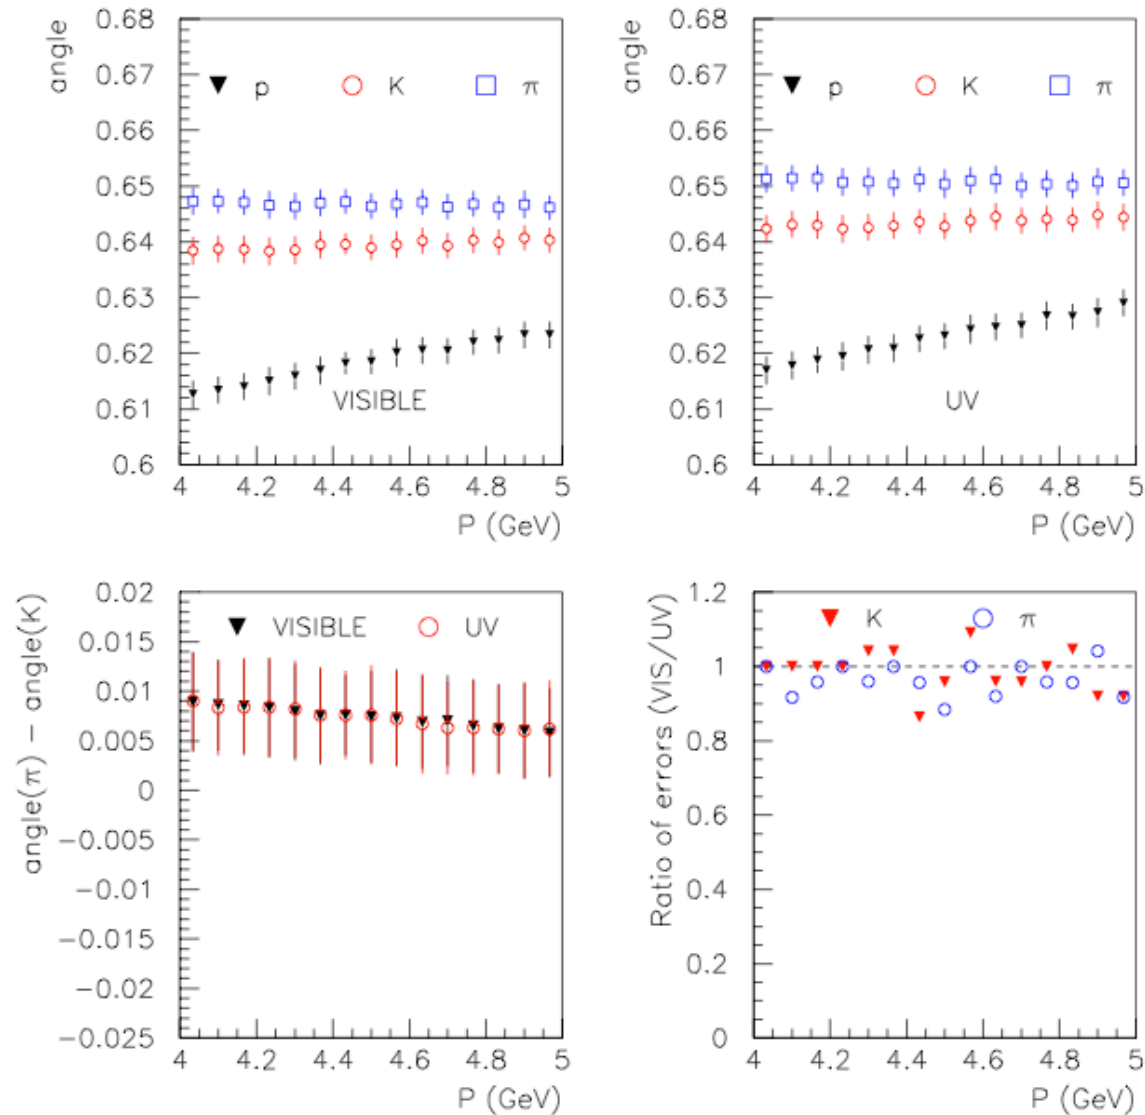 angle
0.68
0.67
0.66
0.65
0.64
0.63
0.62
0.61
0.6
p K π
VISIBLE
4 4.2 4.4 4.6 4.8 5
P (GeV)
angle
0.68
0.67
0.66
0.65
0.64
0.63
0.62
0.61
0.6
p K π
UV
4 4.2 4.4 4.6 4.8 5
P (GeV)
angle(π) − angle(K)
0.02
0.015
0.01
0.005
0
−0.005
−0.01
−0.015
−0.02
−0.025
VISIBLE UV
4 4.2 4.4 4.6 4.8 5
P (GeV)
Ratio of errors (VIS/UV)
1.2
1
0.8
0.6
0.4
0.2
0
K π
4 4.2 4.4 4.6 4.8 5
P (GeV)